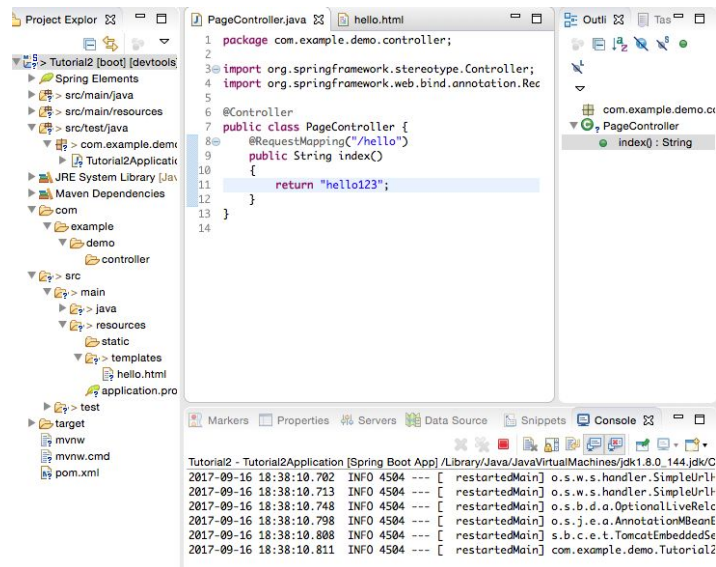 Project Explor
> Tutorial2 [boot] [devtools]
Spring Elements
> src/main/java
> src/main/resources
> src/test/java
> com.example.demo
Tutorial2Applicatic
JRE System Library [Jav
Maven Dependencies
com
example
demo
controller
> src
> main
> java
> resources
static
> templates
hello.html
application.pro
> test
target
mvnw
mvnw.cmd
pom.xml
PageController.java
hello.html
1 package com.example.demo.controller;
2
3 import org.springframework.stereotype.Controller;
4 import org.springframework.web.bind.annotation.Rec
5
6 @Controller
7 public class PageController {
8 @RequestMapping("/hello")
9 public String index()
10 {
11 return "hello123";
12 }
13 }
14
Outli
Tas
com.example.demo.co
PageController
index() : String
Markers
Properties
Servers
Data Source
Snippets
Console
Tutorial2 - Tutorial2Application [Spring Boot App] /Library/Java/JavaVirtualMachines/jdk1.8.0_144.jdk/C
2017-09-16 18:38:10.702 INFO 4504 --- [ restartedMain] o.s.w.s.handler.SimpleUrlH
2017-09-16 18:38:10.713 INFO 4504 --- [ restartedMain] o.s.w.s.handler.SimpleUrlH
2017-09-16 18:38:10.748 INFO 4504 --- [ restartedMain] o.s.b.d.a.OptionalLiveRelo
2017-09-16 18:38:10.798 INFO 4504 --- [ restartedMain] o.s.j.e.a.AnnotationMBeanE
2017-09-16 18:38:10.808 INFO 4504 --- [ restartedMain] s.b.c.e.t.TomcatEmbeddedSe
2017-09-16 18:38:10.811 INFO 4504 --- [ restartedMain] com.example.demo.Tutorial2